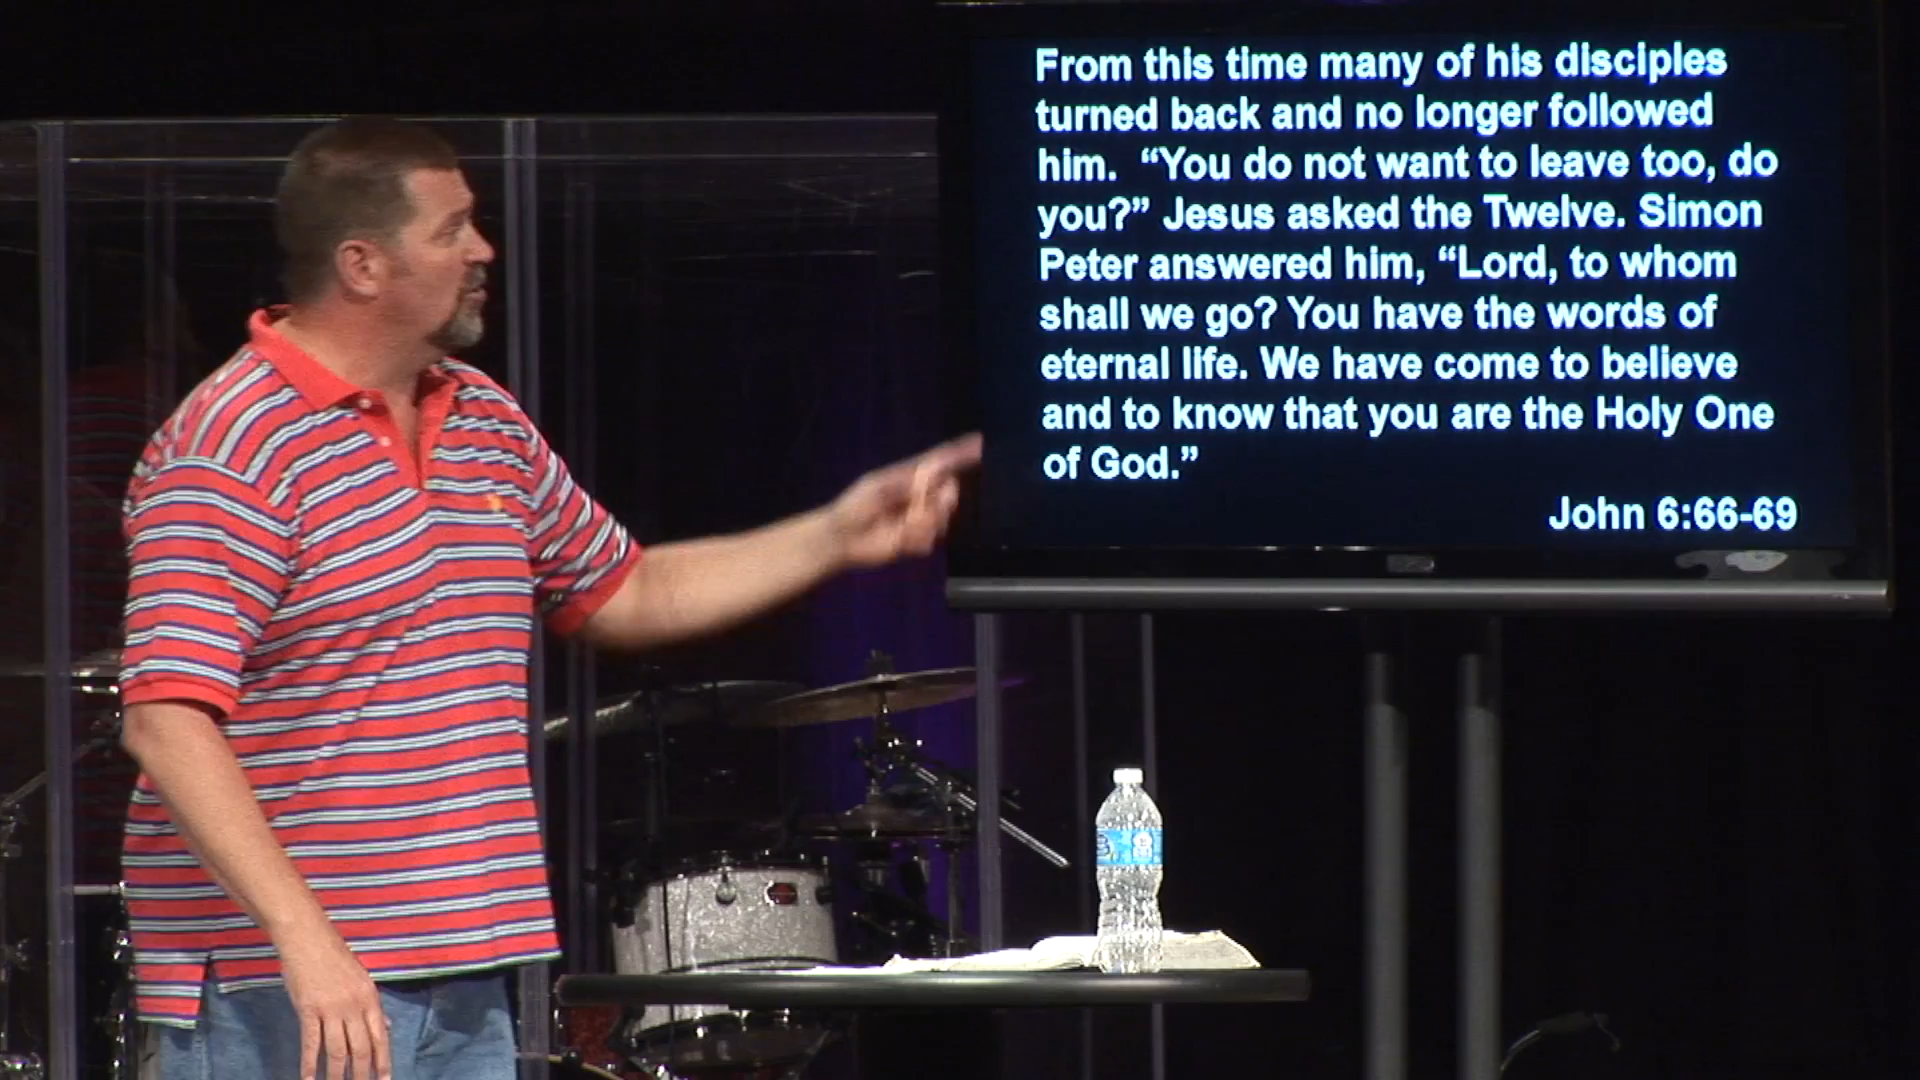 From this time many of his disciples
turned back and no longer followed
him. “You do not want to leave too, do
you?” Jesus asked the Twelve. Simon
Peter answered him, “Lord, to whom
shall we go? You have the words of
eternal life. We have come to believe
and to know that you are the Holy One
of God.”
John 6:66-69